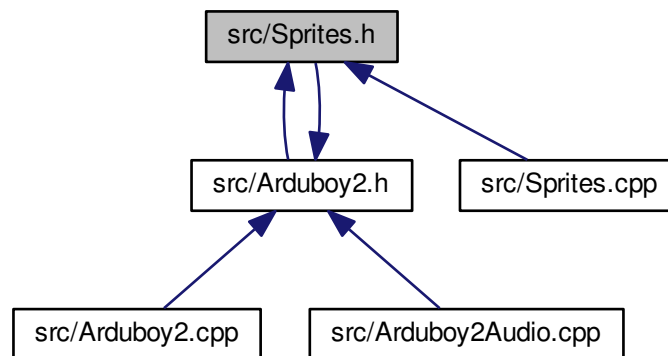 src/Sprites.h
src/Arduboy2.h
src/Sprites.cpp
src/Arduboy2.cpp
src/Arduboy2Audio.cpp